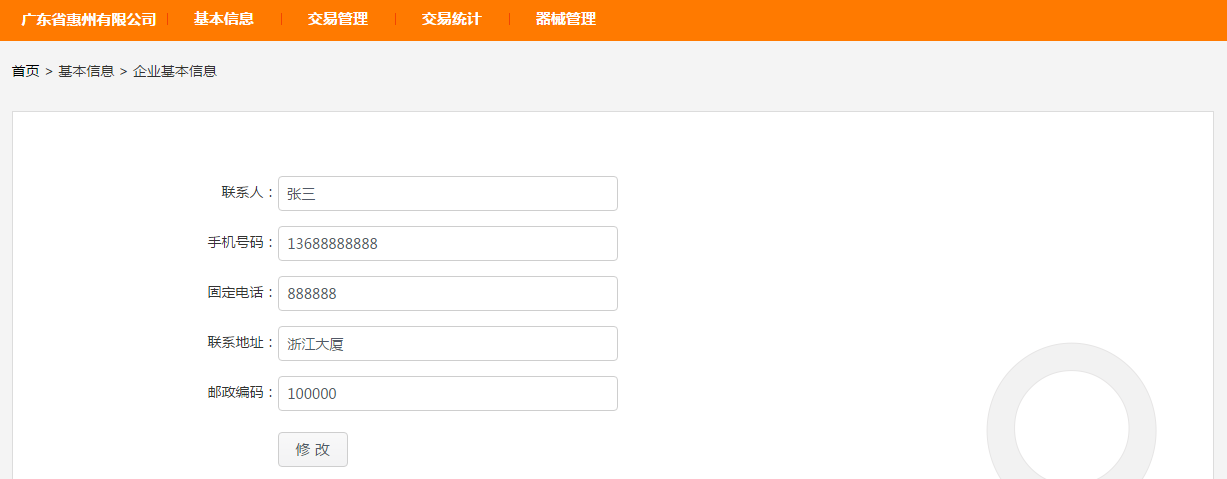 广东省惠州有限公司 基本信息 交易管理 交易统计 器械管理
首页 > 基本信息 > 企业基本信息
联系人： 张三
手机号码： 13688888888
固定电话： 888888
联系地址： 浙江大厦
邮政编码： 100000
修 改